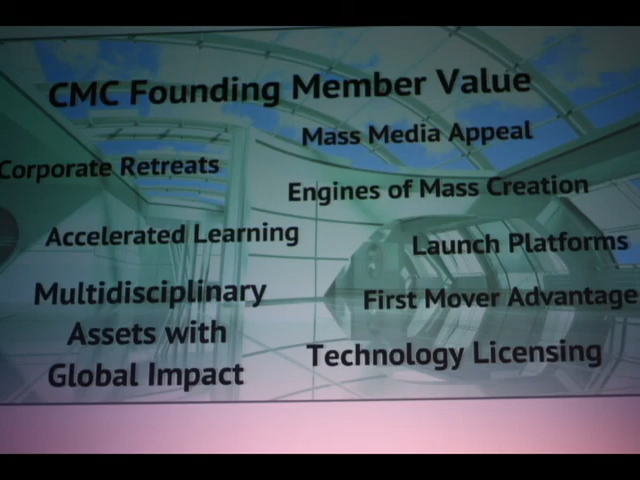 CMC Founding Member Value
Mass Media Appeal
Corporate Retreats
Engines of Mass Creation
Accelerated Learning
Launch Platforms
Multidisciplinary
Assets with
Global Impact
First Mover Advantage
Technology Licensing